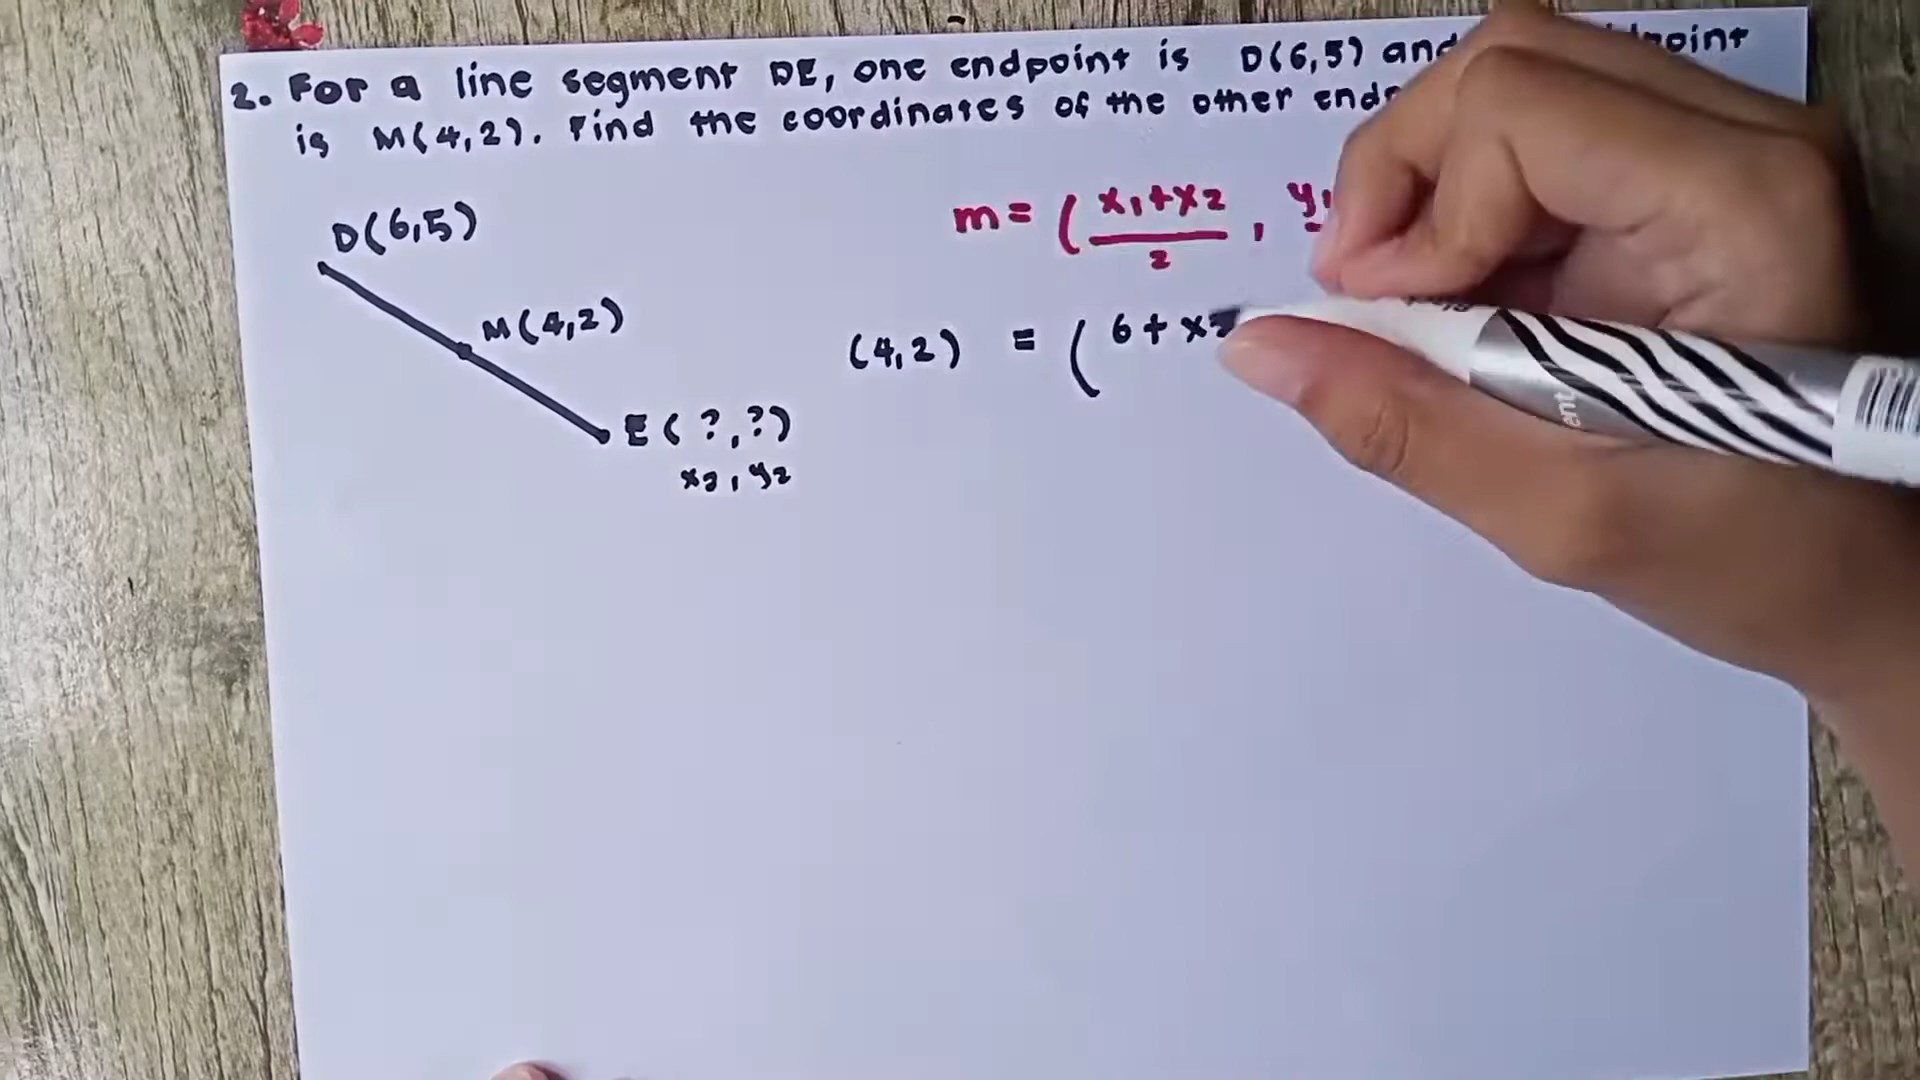 2. For a line segment DE, one endpoint is D(6,5) and
is M(4,2). Find the coordinates of the other
D(6,5)
m = ( x₁+x₂ / 2 , y₁
M(4,2)
(4,2) = ( 6+x₂
E(?,?)
x₂, y₂